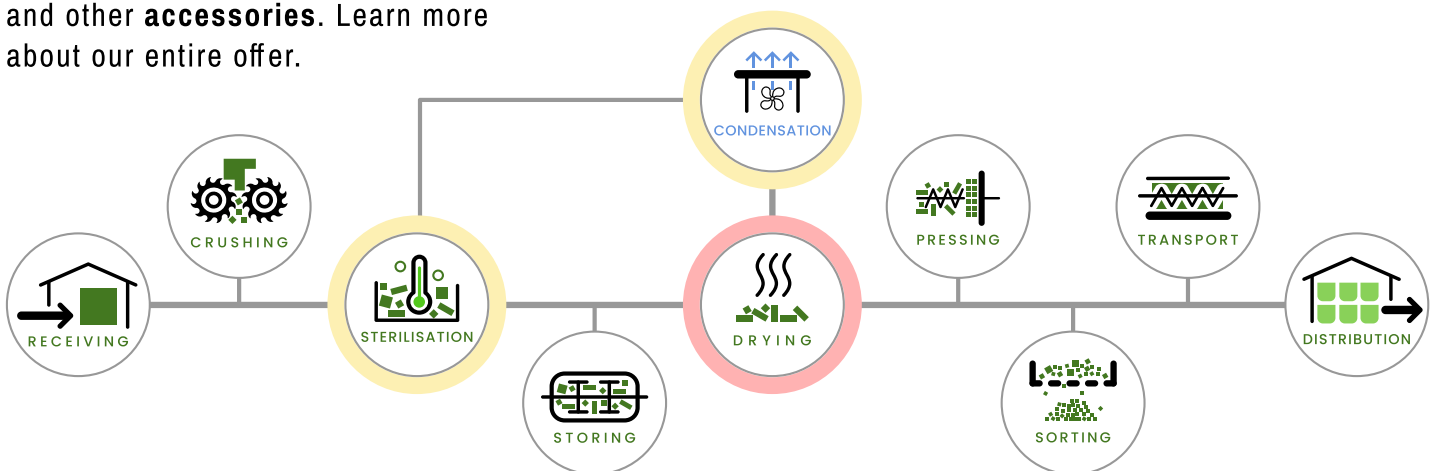 and other accessories. Learn more
about our entire offer.
CONDENSATION
CRUSHING
PRESSING
TRANSPORT
RECEIVING
STERILISATION
DRYING
DISTRIBUTION
STORING
SORTING